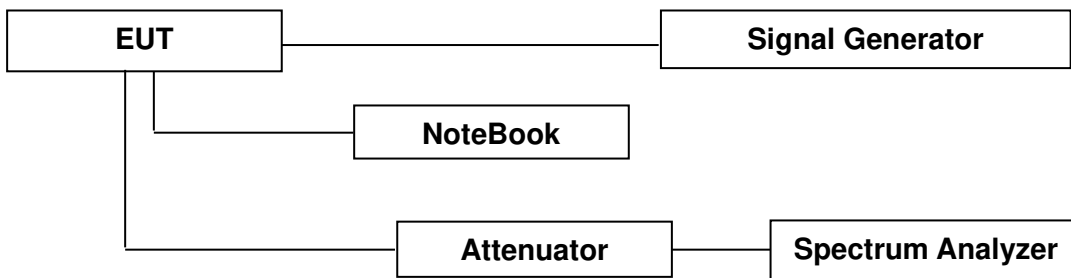 EUT
Signal Generator
NoteBook
Attenuator
Spectrum Analyzer